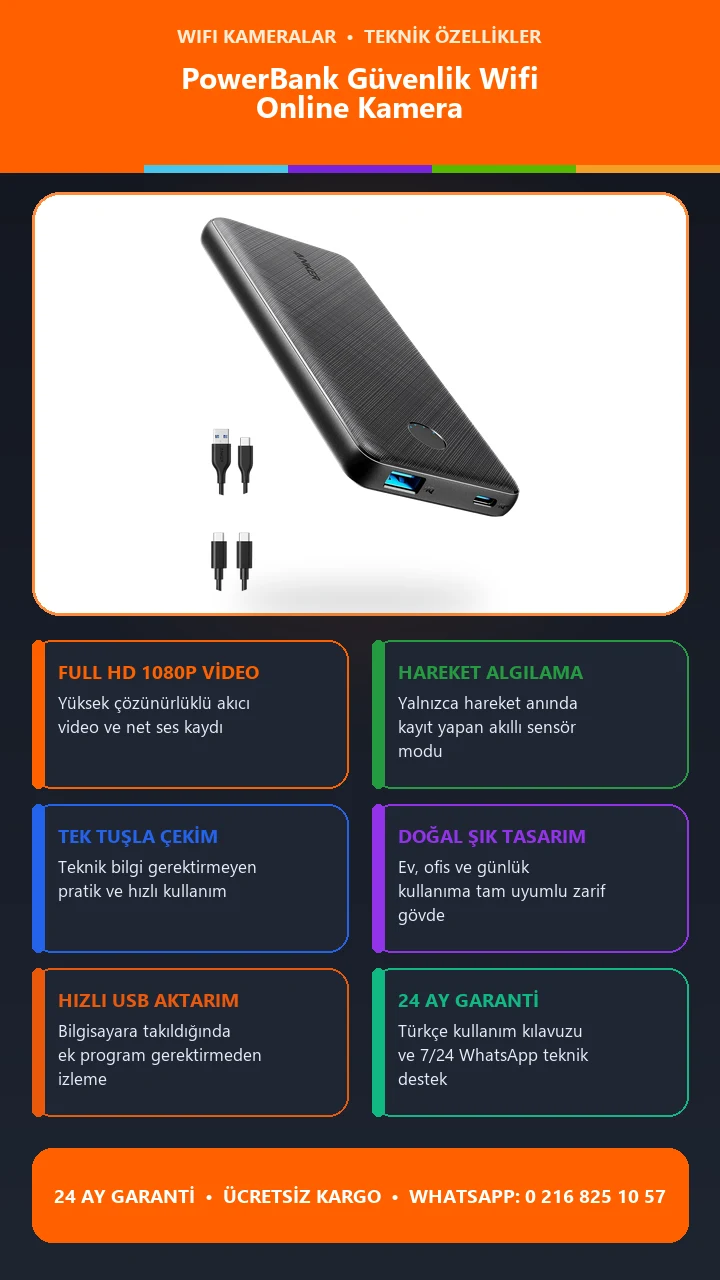 WIFI KAMERALAR • TEKNİK ÖZELLİKLER
PowerBank Güvenlik Wifi
Online Kamera
ANKER
FULL HD 1080P VİDEO
Yüksek çözünürlüklü akıcı
video ve net ses kaydı
HAREKET ALGILAMA
Yalnızca hareket anında
kayıt yapan akıllı sensör
modu
TEK TUŞLA ÇEKİM
Teknik bilgi gerektirmeyen
pratik ve hızlı kullanım
DOĞAL ŞIK TASARIM
Ev, ofis ve günlük
kullanıma tam uyumlu zarif
gövde
HIZLI USB AKTARIM
Bilgisayara takıldığında
ek program gerektirmeden
izleme
24 AY GARANTİ
Türkçe kullanım kılavuzu
ve 7/24 WhatsApp teknik
destek
24 AY GARANTİ • ÜCRETSİZ KARGO • WHATSAPP: 0 216 825 10 57